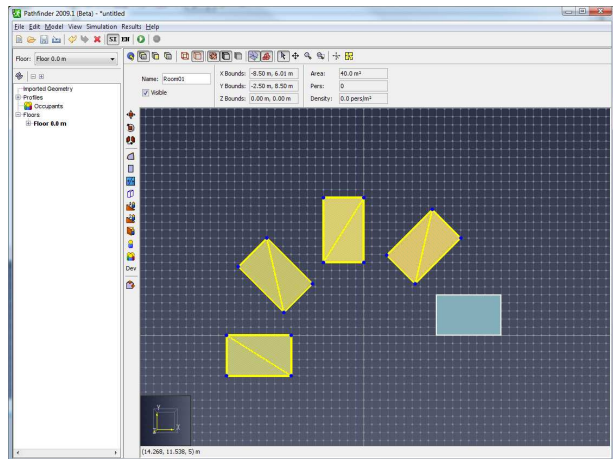 Pathfinder 2009.1 (Beta) - *untitled
File Edit Model View Simulation Results Help
SI EN
Floor: Floor 0.0 m
Name: Room01
X Bounds: -8.50 m, 6.01 m
Area: 40.0 m²
Visible
Y Bounds: -2.50 m, 8.50 m
Pers: 0
Z Bounds: 0.00 m, 0.00 m
Density: 0.0 pers/m²
Imported Geometry
Profiles
Occupants
Floors
Floor 0.0 m
Dev
Y
X
(14.268, 11.538, 5) m